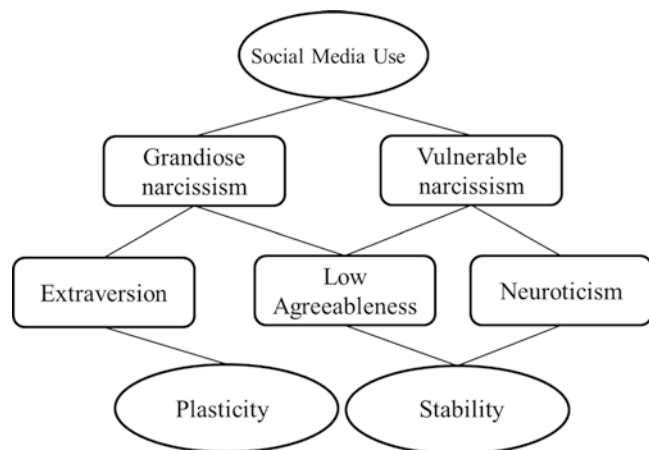 Social Media Use
Grandiose
narcissism
Vulnerable
narcissism
Extraversion
Low
Agreeableness
Neuroticism
Plasticity
Stability